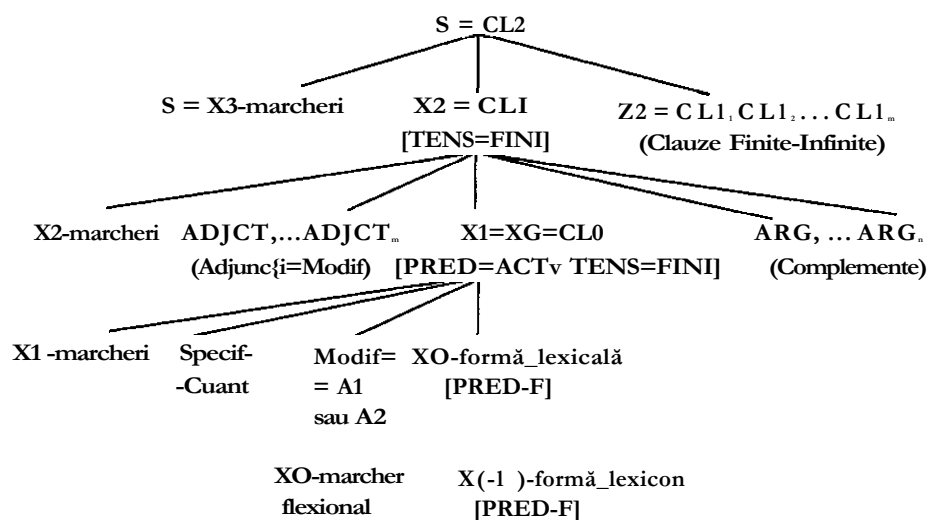 S = CL2
S = X3-marcheri X2 = CLI Z2 = CL1₁ CL1₂ ... CL1ₘ
[TENS=FINI] (Clauze Finite-Infinite)
X2-marcheri ADJCT,...ADJCTₘ X1=XG=CL0 ARG, ... ARGₙ
(Adjunc{i=Modif) [PRED=ACTv TENS=FINI] (Complemente)
X1 -marcheri Specif- Modif= XO-formă_lexicală
-Cuant = A1 [PRED-F]
sau A2
XO-marcher X(-l )-formă_lexicon
flexional [PRED-F]